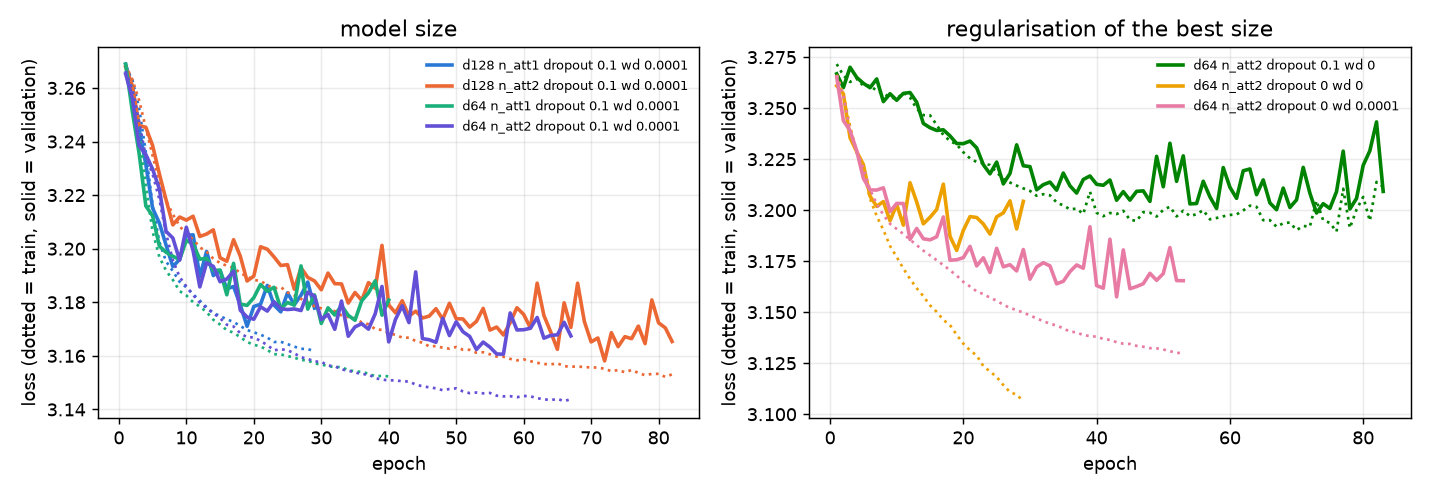 model size
loss (dotted = train, solid = validation)
3.26
3.24
3.22
3.20
3.18
3.16
3.14
d128 n_att1 dropout 0.1 wd 0.0001
d128 n_att2 dropout 0.1 wd 0.0001
d64 n_att1 dropout 0.1 wd 0.0001
d64 n_att2 dropout 0.1 wd 0.0001
0 10 20 30 40 50 60 70 80
epoch
regularisation of the best size
loss (dotted = train, solid = validation)
3.275
3.250
3.225
3.200
3.175
3.150
3.125
3.100
d64 n_att2 dropout 0.1 wd 0
d64 n_att2 dropout 0 wd 0
d64 n_att2 dropout 0 wd 0.0001
0 20 40 60 80
epoch